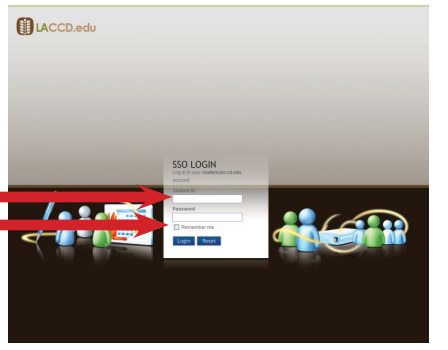 LACCD.edu
SSO LOGIN
Log in to your student.laccd.edu
account
Student ID
Password
Remember me
Login Reset